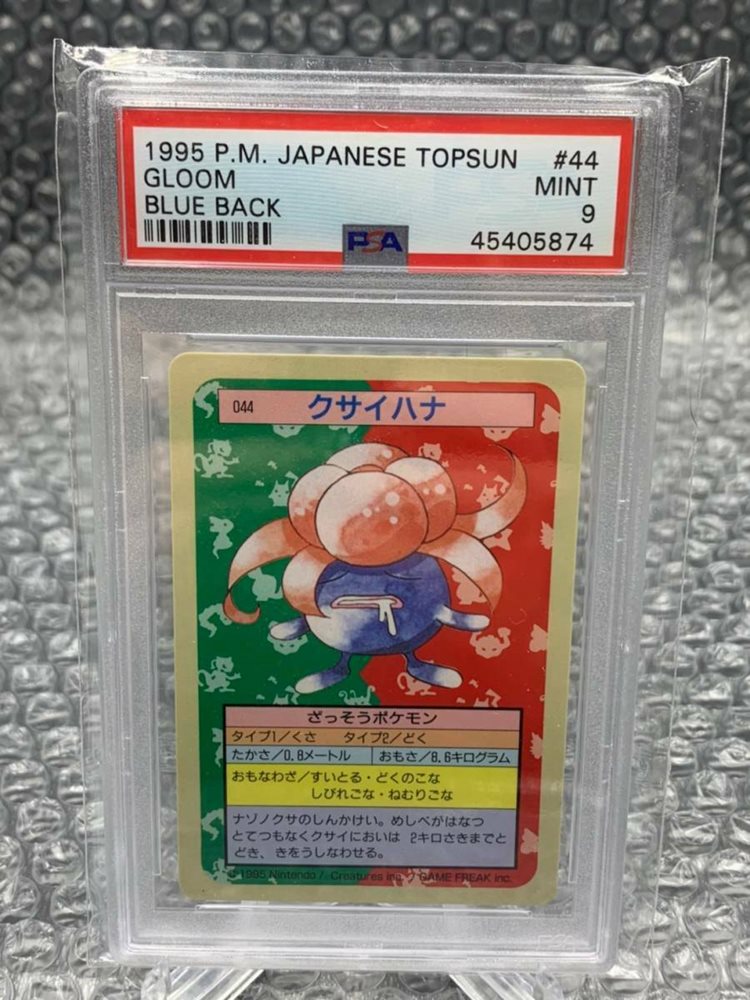 1995 P.M. JAPANESE TOPSUN #44
GLOOM MINT
BLUE BACK 9
PSA 45405874
044 クサイハナ
ざっそうポケモン
タイプ1/くさ タイプ2/どく
たかさ/0.8メートル おもさ/8.6キログラム
おもなわざ/すいとる・どくのこな
しびれごな・ねむりごな
ナゾノクサのしんかけい。めしべがはなつ
とてつもなくクサイにおいは 2キロさきまでと
どき、きをうしなわせる。
©1995 Nintendo / Creatures inc. / GAME FREAK inc.